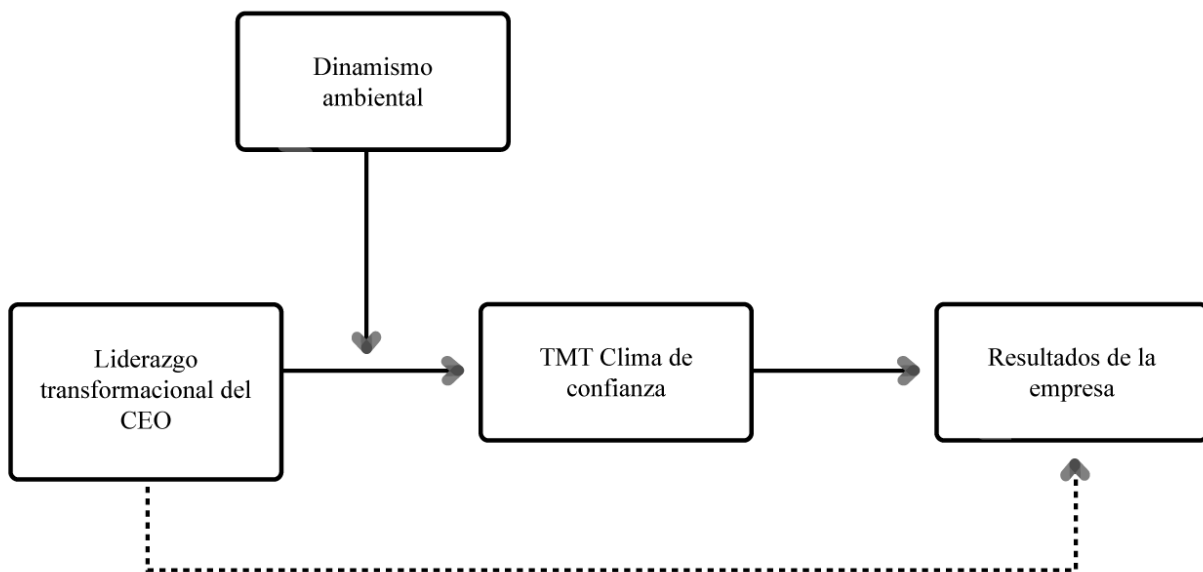 Dinamismo
ambiental
Liderazgo
transformacional del
CEO
TMT Clima de
confianza
Resultados de la
empresa